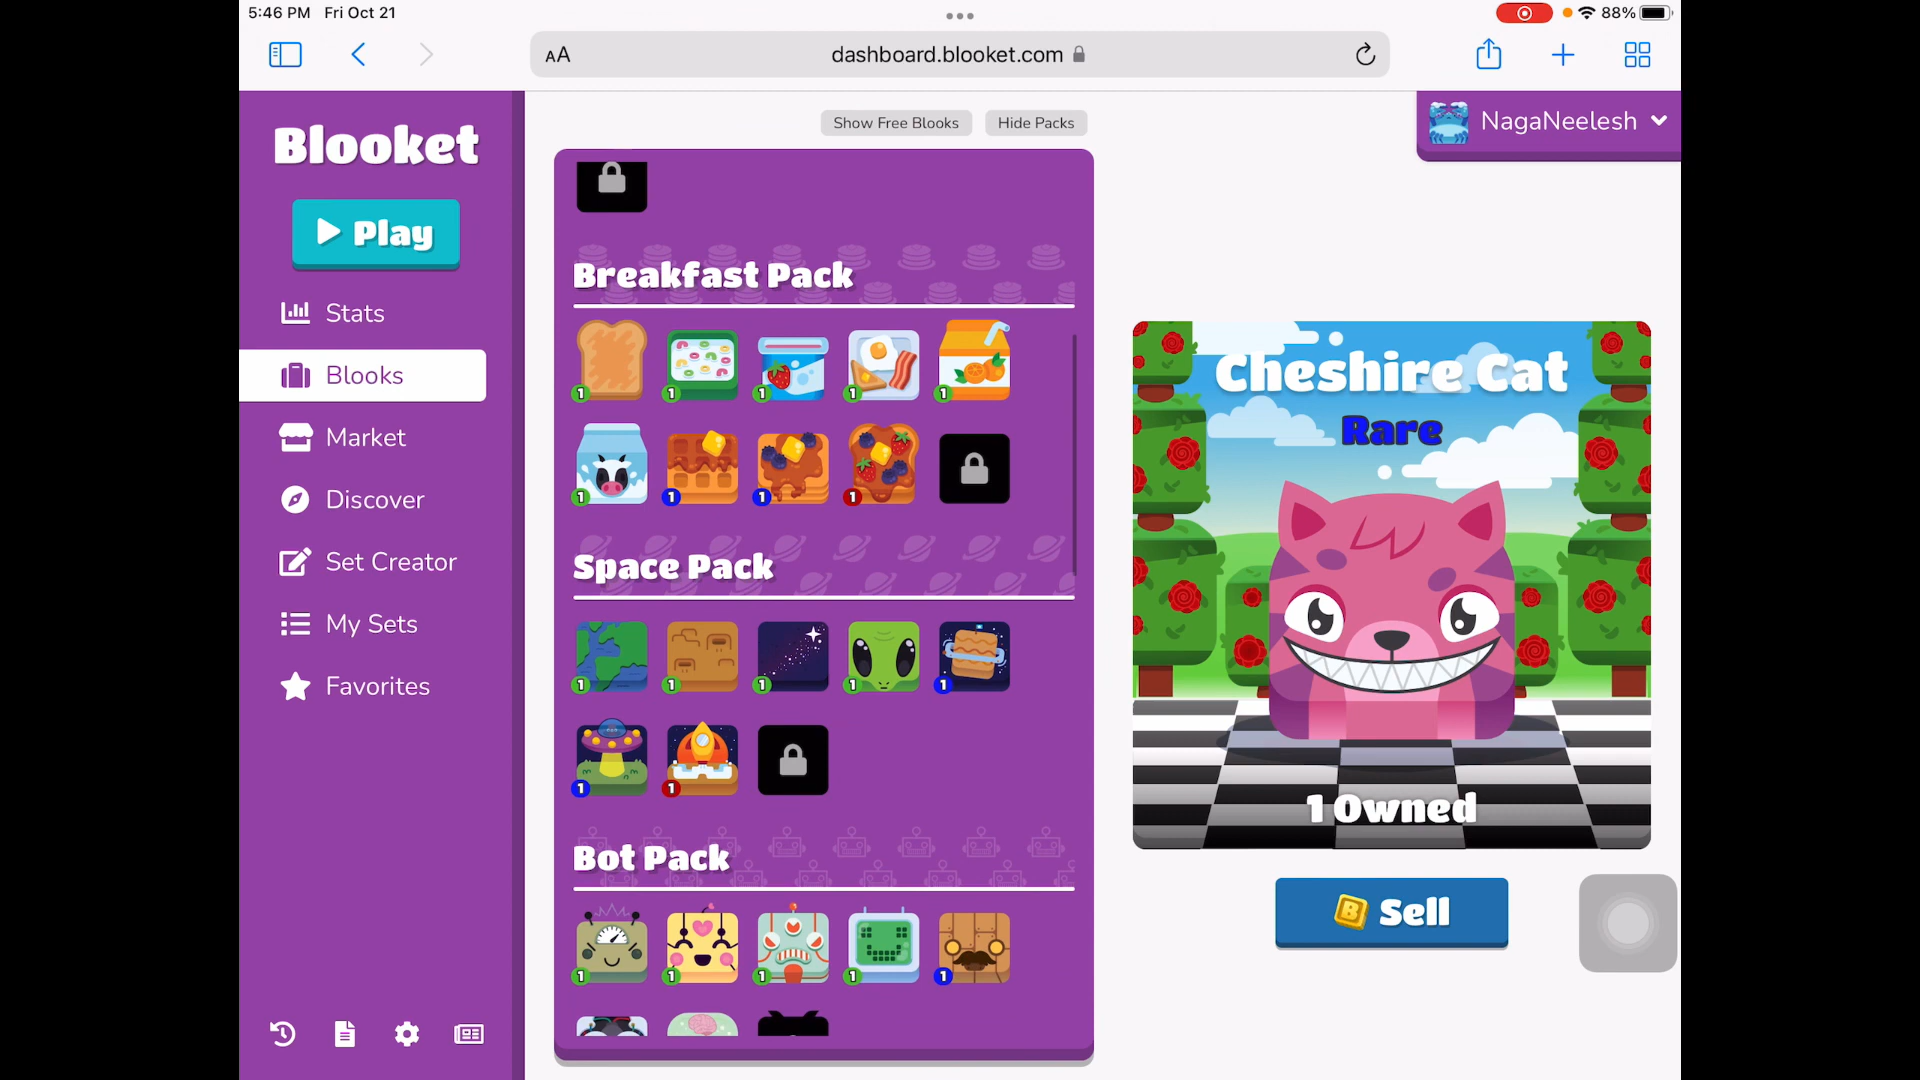 5:46 PM Fri Oct 21
88%
AA dashboard.blooket.com
Blooket
Play
Stats
Blooks
Market
Discover
Set Creator
My Sets
Favorites
Show Free Blooks Hide Packs
NagaNeelesh
Breakfast Pack
1 1 1 1 1
1 1 1 1
Space Pack
1 1 1 1 1
1 1
Bot Pack
1 1 1 1 1
Cheshire Cat
Rare
1 Owned
B Sell